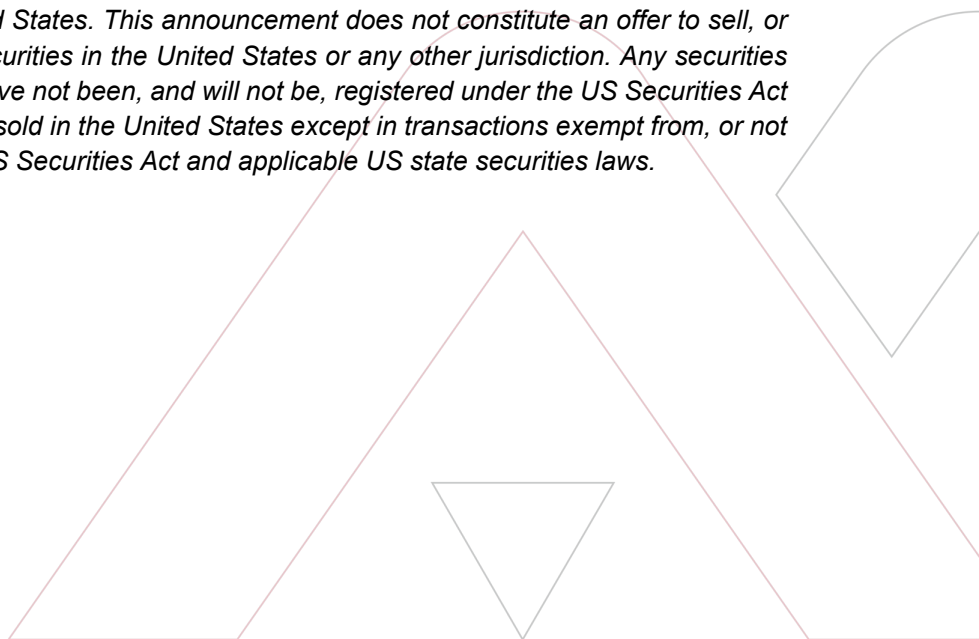 States. This announcement does not constitute an offer to sell, or
securities in the United States or any other jurisdiction. Any securities
have not been, and will not be, registered under the US Securities Act
sold in the United States except in transactions exempt from, or not
Securities Act and applicable US state securities laws.